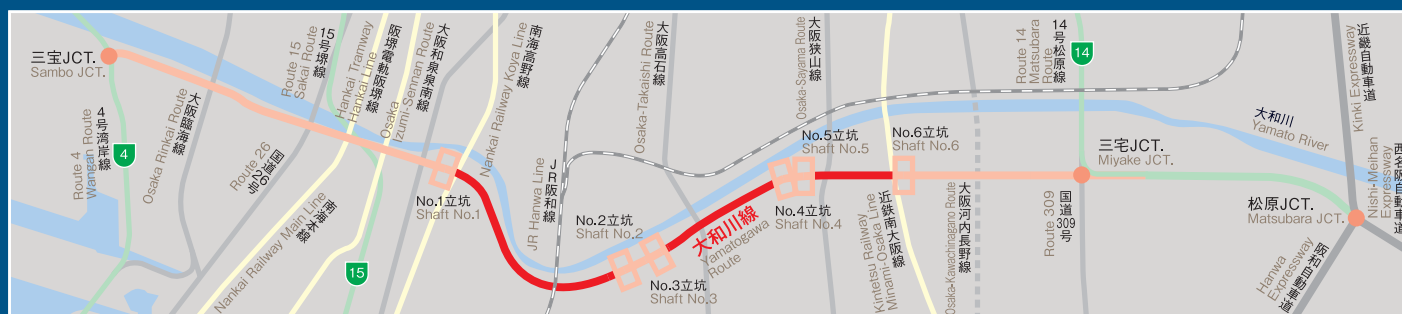 三宝JCT.
Sambo JCT.
4号湾岸線
Route 4
Wangan Route
4
大阪臨海線
Osaka Rinkai Route
国道26号
Route 26
15号堺線
Route 15
Sakai Route
阪堺電軌阪堺線
Hankai Tramway
Hankai Line
大阪和泉泉南線
Osaka
Izumi-Sennan Route
南海高野線
Nankai Railway Koya Line
南海本線
Nankai Railway Main Line
15
No.1立坑
Shaft No.1
JR阪和線
JR Hanwa Line
No.2立坑
Shaft No.2
No.3立坑
Shaft No.3
大阪高石線
Osaka-Takaishi Route
大和川線
Yamatogawa
Route
大阪狭山線
Osaka-Sayama Route
No.5立坑
Shaft No.5
No.4立坑
Shaft No.4
No.6立坑
Shaft No.6
近鉄南大阪線
Kintetsu Railway
Minami-Osaka Line
大阪河内長野線
Osaka-Kawachinagano Route
14号松原線
Route 14
Matsubara
Route
14
三宅JCT.
Miyake JCT.
国道309号
Route 309
大和川
Yamato River
松原JCT.
Matsubara JCT.
近畿自動車道
Kinki Expressway
西名阪自動車道
Nishi-Meihan
Expressway
阪和自動車道
Hanwa
Expressway